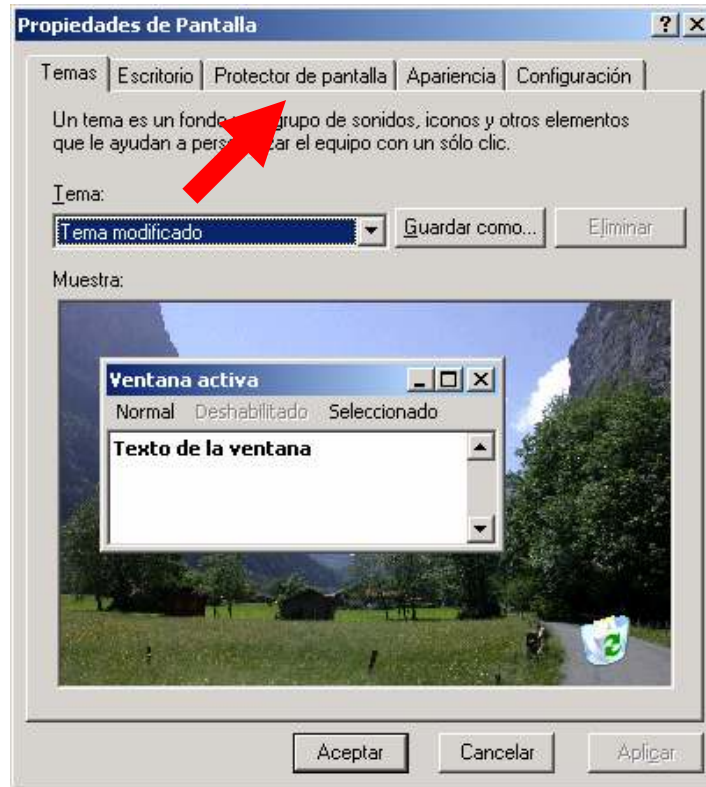 Propiedades de Pantalla
Temas Escritorio Protector de pantalla Apariencia Configuración
Un tema es un fondo grupo de sonidos, iconos y otros elementos
que le ayudan a el equipo con un sólo clic.
Tema:
Tema modificado Guardar como... Eliminar
Muestra:
Ventana activa
Normal Deshabilitado Seleccionado
Texto de la ventana
Aceptar Cancelar Aplicar